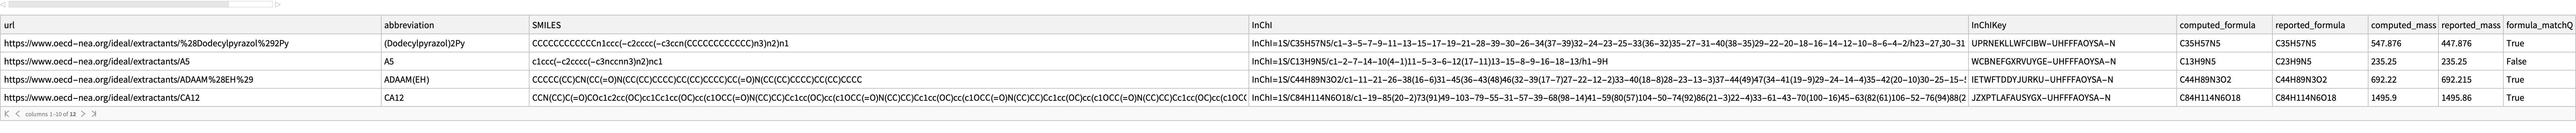 url abbreviation SMILES InChI InChIKey computed_formula reported_formula computed_mass reported_mass formula_matchQ
https://www.oecd-nea.org/ideal/extractants/%28Dodecylpyrazol%292Py (Dodecylpyrazol)2Py CCCCCCCCCCCCn1ccc(-c2cccc(-c3ccn(CCCCCCCCCCCC)n3)n2)n1 InChI=1S/C35H57N5/c1-3-5-7-9-11-13-15-17-19-21-28-39-30-26-34(37-39)32-24-23-25-33(36-32)35-27-31-40(38-35)29-22-20-18-16-14-12-10-8-6-4-2/h23-27,30-31 UPRNEKLLWFCIBW-UHFFFAOYSA-N C35H57N5 C35H57N5 547.876 447.876 True
https://www.oecd-nea.org/ideal/extractants/A5 A5 c1ccc(-c2cccc(-c3nccnn3)n2)nc1 InChI=1S/C13H9N5/c1-2-7-14-10(4-1)11-5-3-6-12(17-11)13-15-8-9-16-18-13/h1-9H WCBNEFGXRVUYGE-UHFFFAOYSA-N C13H9N5 C23H9N5 235.25 235.25 False
https://www.oecd-nea.org/ideal/extractants/ADAAM%28EH%29 ADAAM(EH) CCCCC(CC)CN(CC(=O)N(CC(CC)CCCC)CC(CC)CCCC)CC(=O)N(CC(CC)CCCC)CC(CC)CCCC InChI=1S/C44H89N3O2/c1-11-21-26-38(16-6)31-45(36-43(48)46(32-39(17-7)27-22-12-2)33-40(18-8)28-23-13-3)37-44(49)47(34-41(19-9)29-24-14-4)35-42(20-10)30-25-15-5 IETWFTDDYJURKU-UHFFFAOYSA-N C44H89N3O2 C44H89N3O2 692.22 692.215 True
https://www.oecd-nea.org/ideal/extractants/CA12 CA12 CCN(CC)C(=O)COc1c2cc(OC)cc1Cc1cc(OC)cc(c1OCC(=O)N(CC)CC)Cc1cc(OC)cc(c1OCC(=O)N(CC)CC)Cc1cc(OC)cc(c1OCC(=O)N(CC)CC)Cc1cc(OC)cc(c1OCC(=O)N(CC)CC)Cc1cc(OC)cc(c1OCC InChI=1S/C84H114N6O18/c1-19-85(20-2)73(91)49-103-79-55-31-57-39-68(98-14)41-59(80(57)104-50-74(92)86(21-3)22-4)33-61-43-70(100-16)45-63(82(61)106-52-76(94)88(2 JZXPTLAFAUSYGX-UHFFFAOYSA-N C84H114N6O18 C84H114N6O18 1495.9 1495.86 True
columns 1-10 of 12